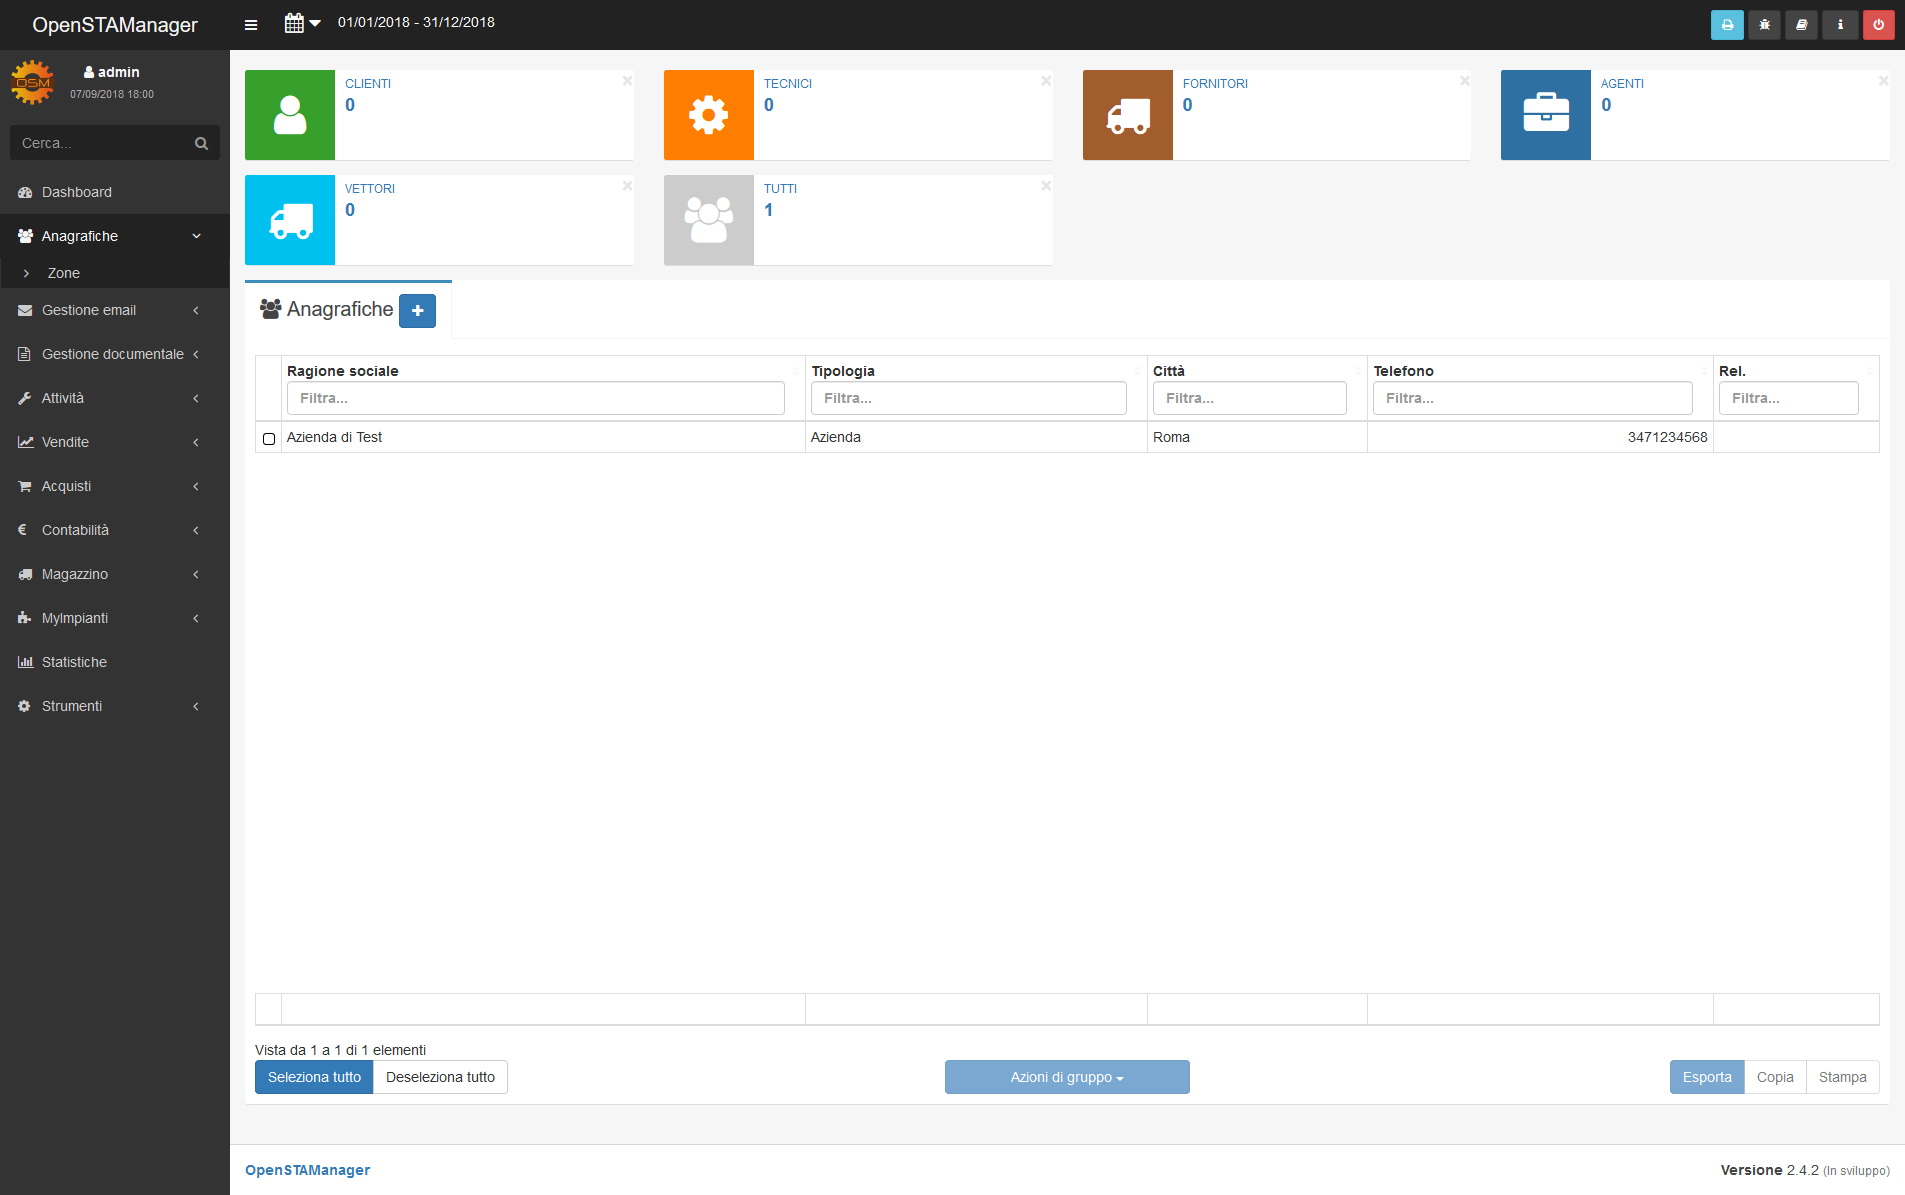 OpenSTAManager
01/01/2018 - 31/12/2018
OSM
admin
07/09/2018 18:00
Cerca...
Dashboard
Anagrafiche
Zone
Gestione email
Gestione documentale
Attività
Vendite
Acquisti
Contabilità
Magazzino
MyImpianti
Statistiche
Strumenti
CLIENTI
0
TECNICI
0
FORNITORI
0
AGENTI
0
VETTORI
0
TUTTI
1
Anagrafiche
Ragione sociale Tipologia Città Telefono Rel.
Filtra... Filtra... Filtra... Filtra... Filtra...
Azienda di Test Azienda Roma 3471234568
Vista da 1 a 1 di 1 elementi
Seleziona tutto Deseleziona tutto Azioni di gruppo Esporta Copia Stampa
OpenSTAManager Versione 2.4.2 (In sviluppo)